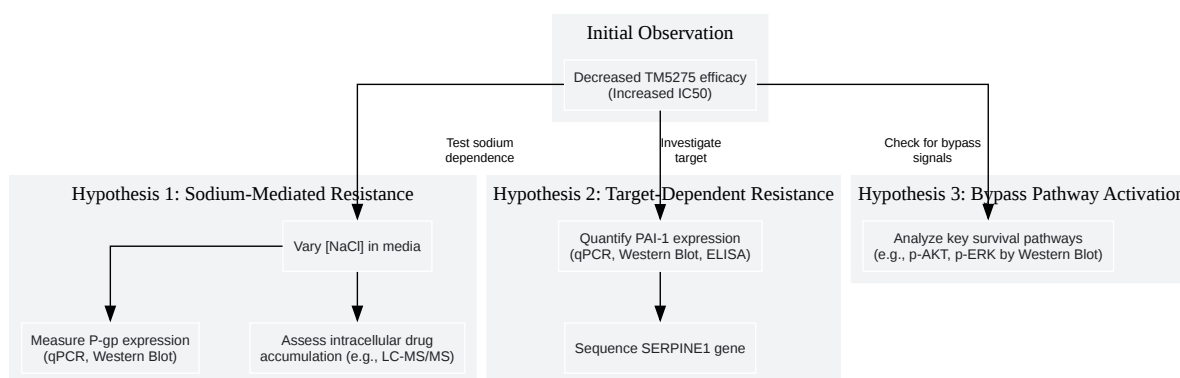 Initial Observation
Decreased TM5275 efficacy
(Increased IC50)
Test sodium
dependence
Investigate
target
Check for bypass
signals
Hypothesis 1: Sodium-Mediated Resistance
Vary [NaCl] in media
Measure P-gp expression
(qPCR, Western Blot)
Assess intracellular drug
accumulation (e.g., LC-MS/MS)
Hypothesis 2: Target-Dependent Resistance
Quantify PAI-1 expression
(qPCR, Western Blot, ELISA)
Sequence SERPINE1 gene
Hypothesis 3: Bypass Pathway Activation
Analyze key survival pathways
(e.g., p-AKT, p-ERK by Western Blot)